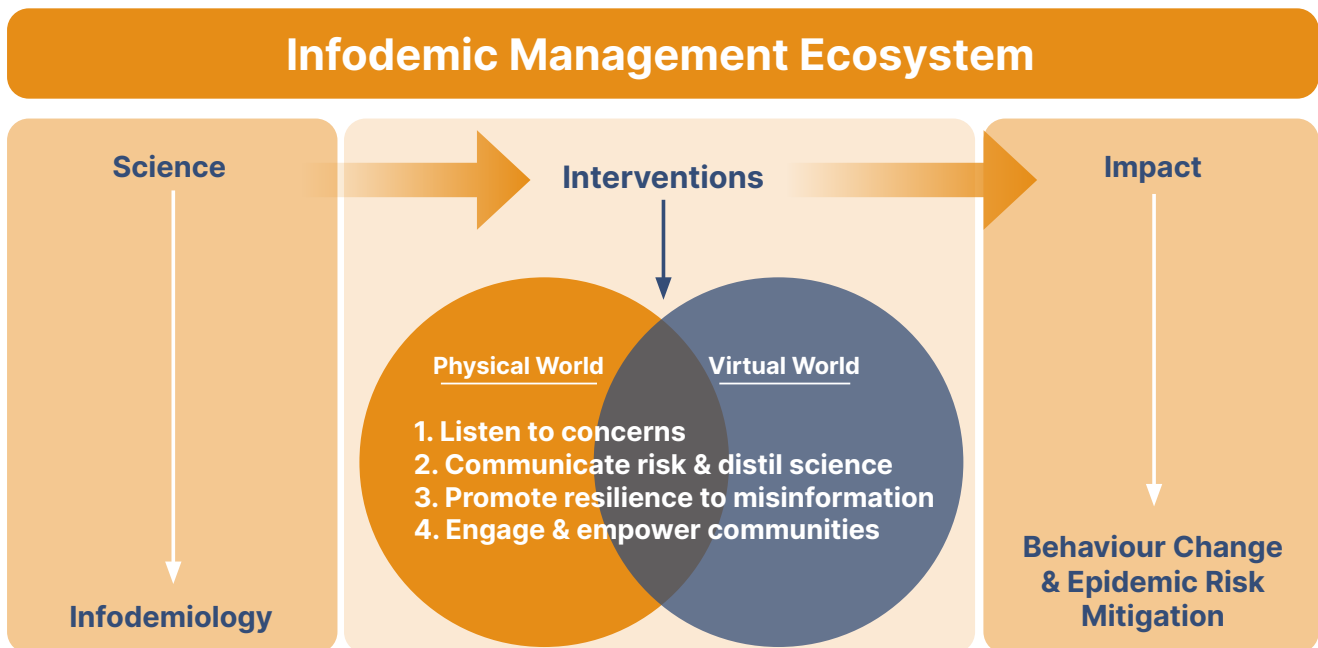 Infodemic Management Ecosystem
Science
Interventions
Impact
Physical World
Virtual World
1. Listen to concerns
2. Communicate risk & distil science
3. Promote resilience to misinformation
4. Engage & empower communities
Infodemiology
Behaviour Change
& Epidemic Risk
Mitigation